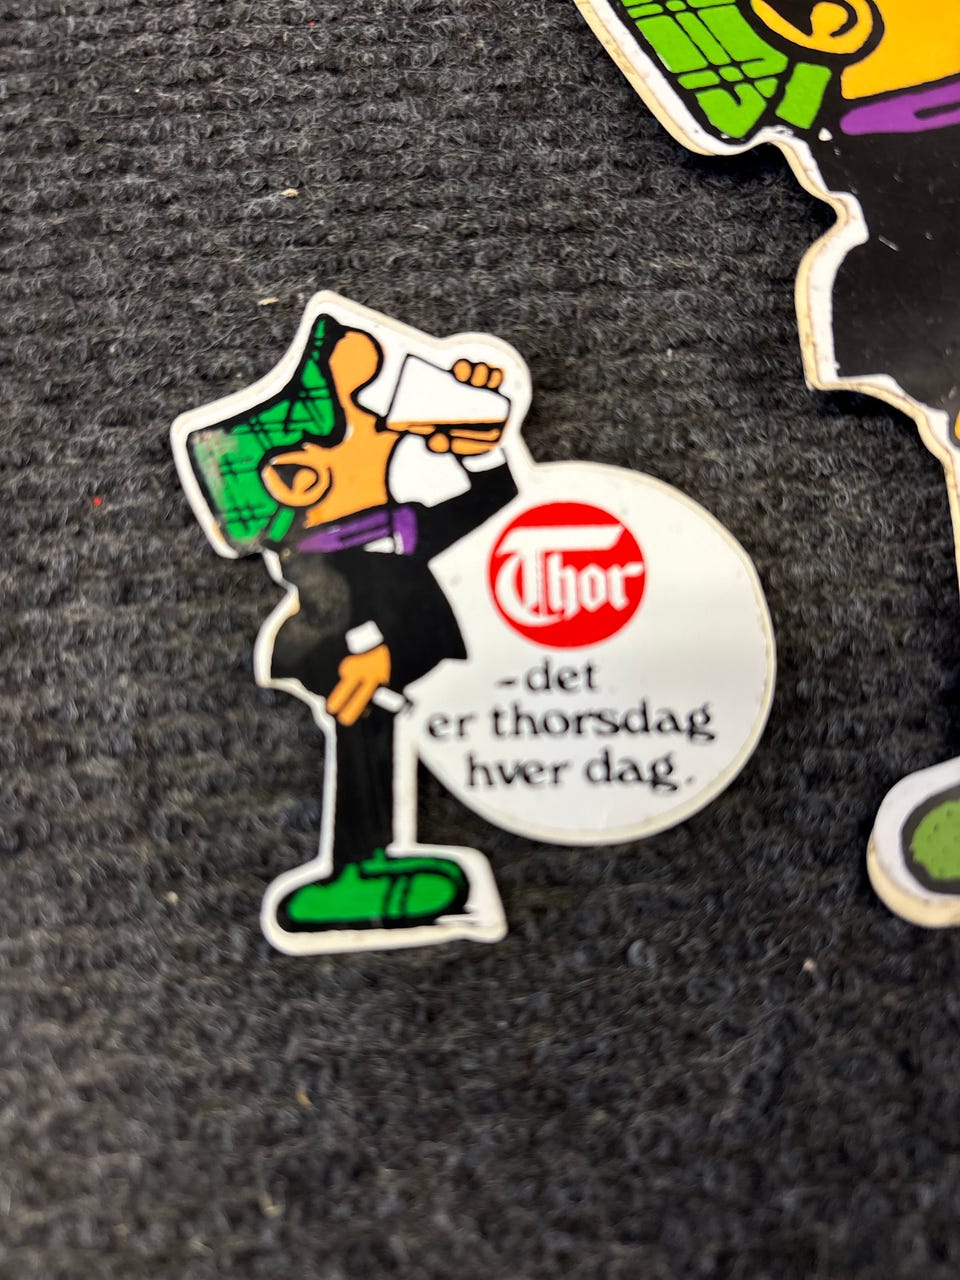 Thor
-det
er thorsdag
hver dag.